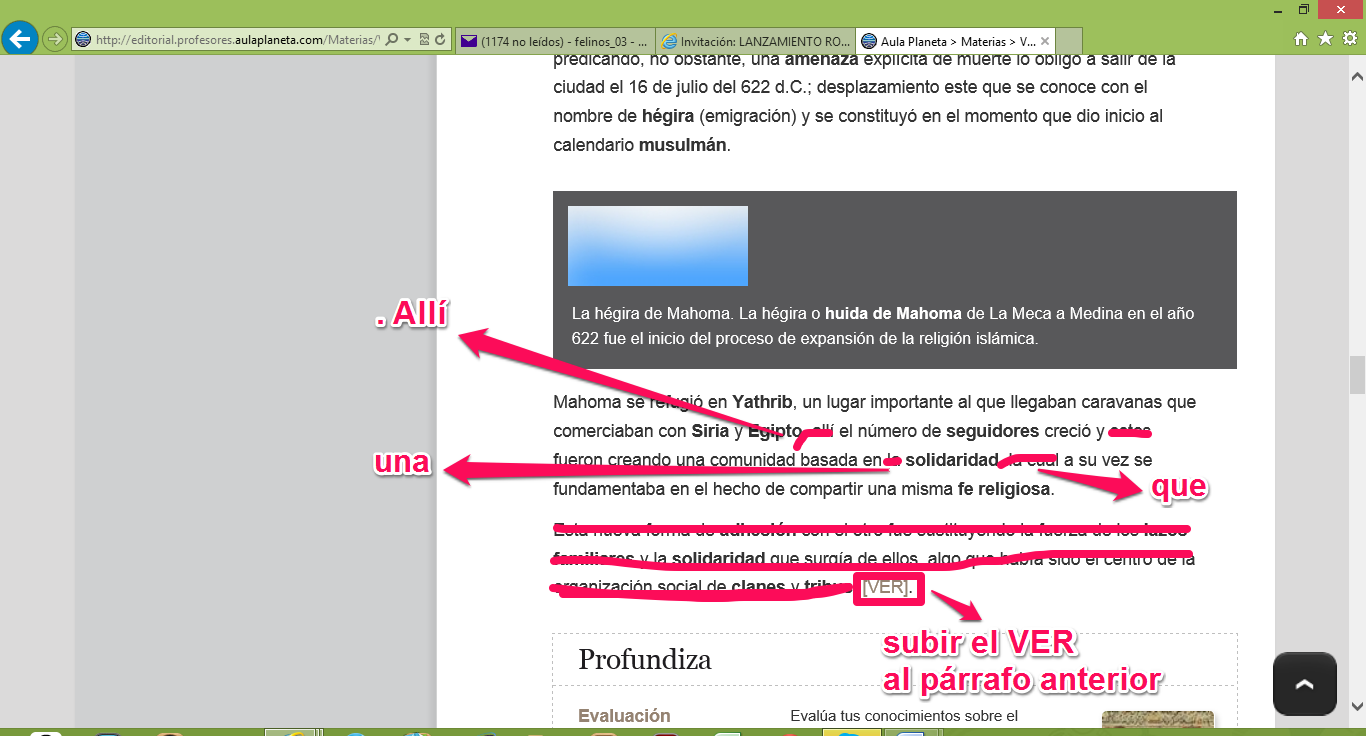 http://editorial.profesores.aulaplaneta.com/Materias/
(1174 no leídos) - felinos_03 - ...
Invitación: LANZAMIENTO RO...
Aula Planeta > Materias > V...
predicando, no obstante, una amenaza explícita de muerte lo obligó a salir de la
ciudad el 16 de julio del 622 d.C.; desplazamiento este que se conoce con el
nombre de hégira (emigración) y se constituyó en el momento que dio inicio al
calendario musulmán.
La hégira de Mahoma. La hégira o huida de Mahoma de La Meca a Medina en el año
622 fue el inicio del proceso de expansión de la religión islámica.
. Allí
Mahoma se refugió en Yathrib, un lugar importante al que llegaban caravanas que
comerciaban con Siria y Egipto, allí el número de seguidores creció y estos
fueron creando una comunidad basada en la solidaridad, la cual a su vez se
una
fundamentaba en el hecho de compartir una misma fe religiosa.
que
Esta nueva forma de adhesión con el otro fue sustituyendo la fuerza de los lazos
familiares y la solidaridad que surgía de ellos, algo que había sido el centro de la
organización social de clanes y tribus [VER].
subir el VER
al párrafo anterior
Profundiza
Evaluación
Evalúa tus conocimientos sobre el